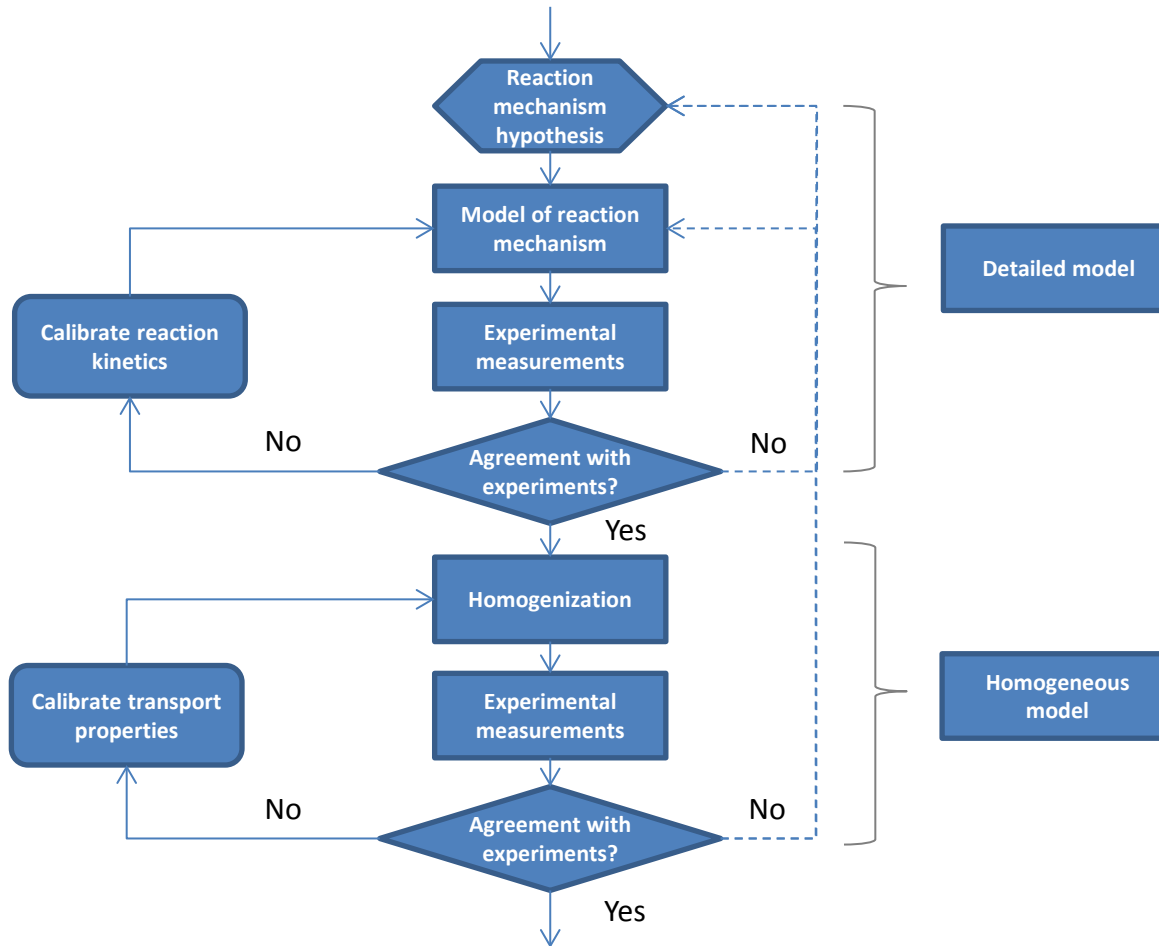 Reaction
mechanism
hypothesis
Model of reaction
mechanism
Detailed model
Calibrate reaction
kinetics
Experimental
measurements
No
Agreement with
experiments?
No
Yes
Homogenization
Calibrate transport
properties
Experimental
measurements
Homogeneous
model
No
Agreement with
experiments?
No
Yes